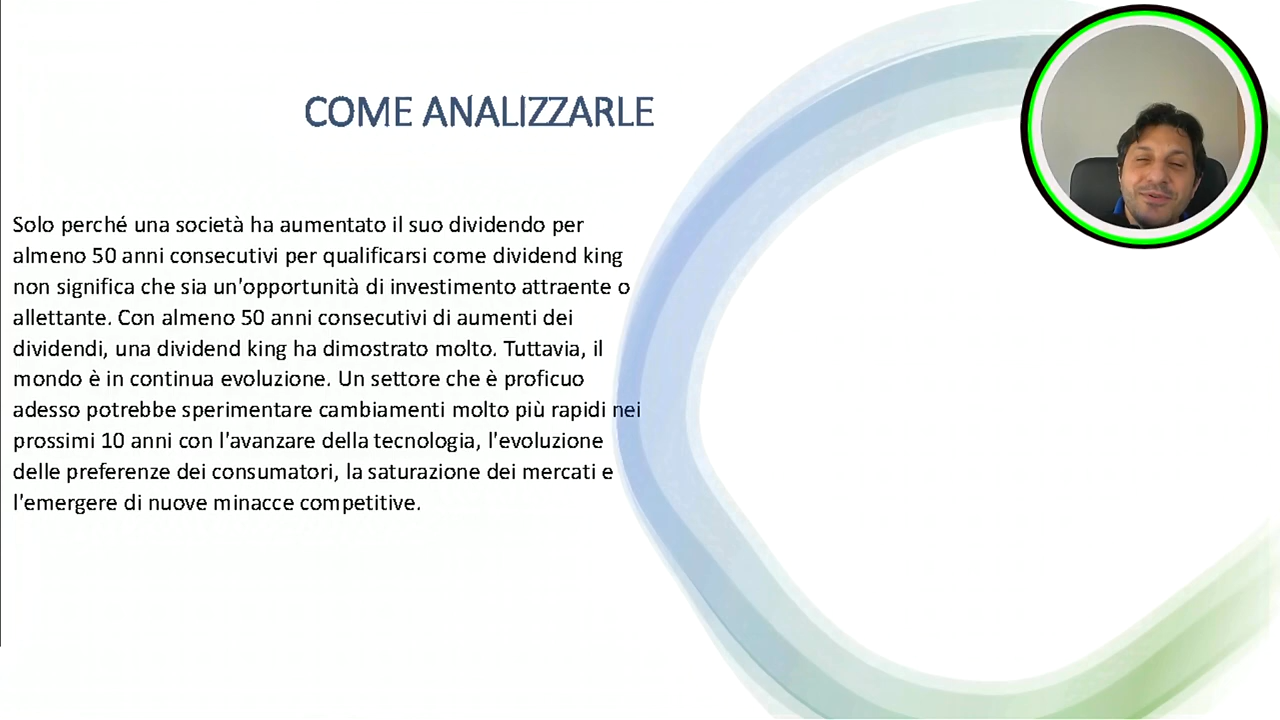 COME ANALIZZARLE
Solo perché una società ha aumentato il suo dividendo per
almeno 50 anni consecutivi per qualificarsi come dividend king
non significa che sia un'opportunità di investimento attraente o
allettante. Con almeno 50 anni consecutivi di aumenti dei
dividendi, una dividend king ha dimostrato molto. Tuttavia, il
mondo è in continua evoluzione. Un settore che è proficuo
adesso potrebbe sperimentare cambiamenti molto più rapidi nei
prossimi 10 anni con l'avanzare della tecnologia, l'evoluzione
delle preferenze dei consumatori, la saturazione dei mercati e
l'emergere di nuove minacce competitive.